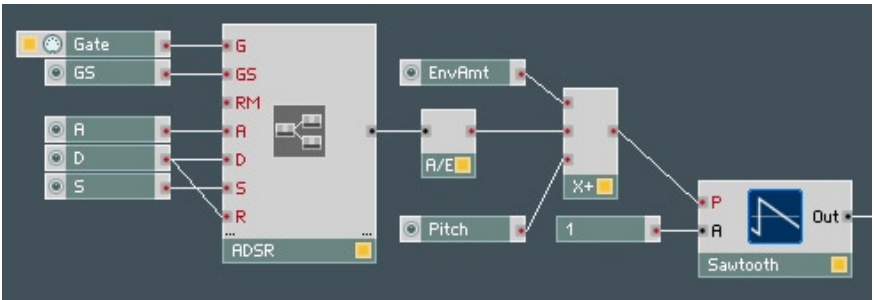 Gate
GS
A
D
S
G
GS
RM
A
D
S
R
...
...
ADSR
EnvAmt
A/E
Pitch
X+
1
P
A
Out
Sawtooth